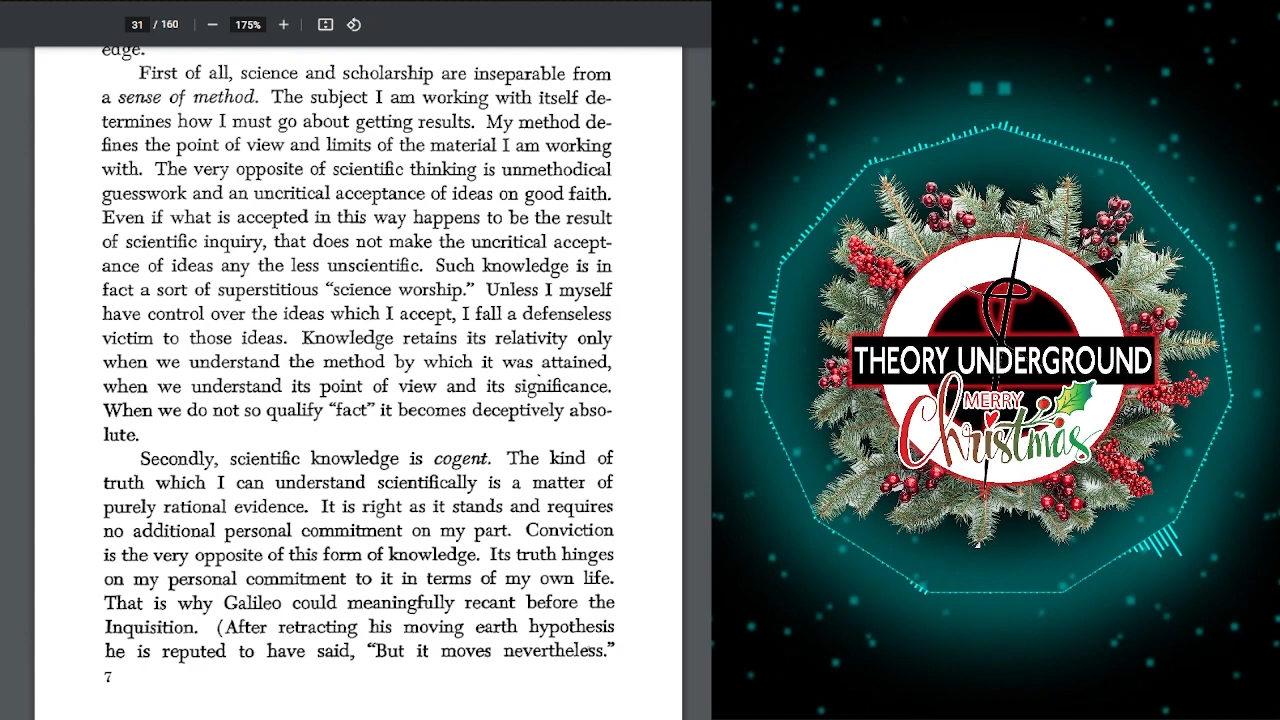 31 / 160
175%
edge.
First of all, science and scholarship are inseparable from
a sense of method. The subject I am working with itself de-
termines how I must go about getting results. My method de-
fines the point of view and limits of the material I am working
with. The very opposite of scientific thinking is unmethodical
guesswork and an uncritical acceptance of ideas on good faith.
Even if what is accepted in this way happens to be the result
of scientific inquiry, that does not make the uncritical accept-
ance of ideas any the less unscientific. Such knowledge is in
fact a sort of superstitious “science worship.” Unless I myself
have control over the ideas which I accept, I fall a defenseless
victim to those ideas. Knowledge retains its relativity only
when we understand the method by which it was attained,
when we understand its point of view and its significance.
When we do not so qualify “fact” it becomes deceptively abso-
lute.
Secondly, scientific knowledge is cogent. The kind of
truth which I can understand scientifically is a matter of
purely rational evidence. It is right as it stands and requires
no additional personal commitment on my part. Conviction
is the very opposite of this form of knowledge. Its truth hinges
on my personal commitment to it in terms of my own life.
That is why Galileo could meaningfully recant before the
Inquisition. (After retracting his moving earth hypothesis
he is reputed to have said, “But it moves nevertheless.”
7
THEORY UNDERGROUND
MERRY
Christmas